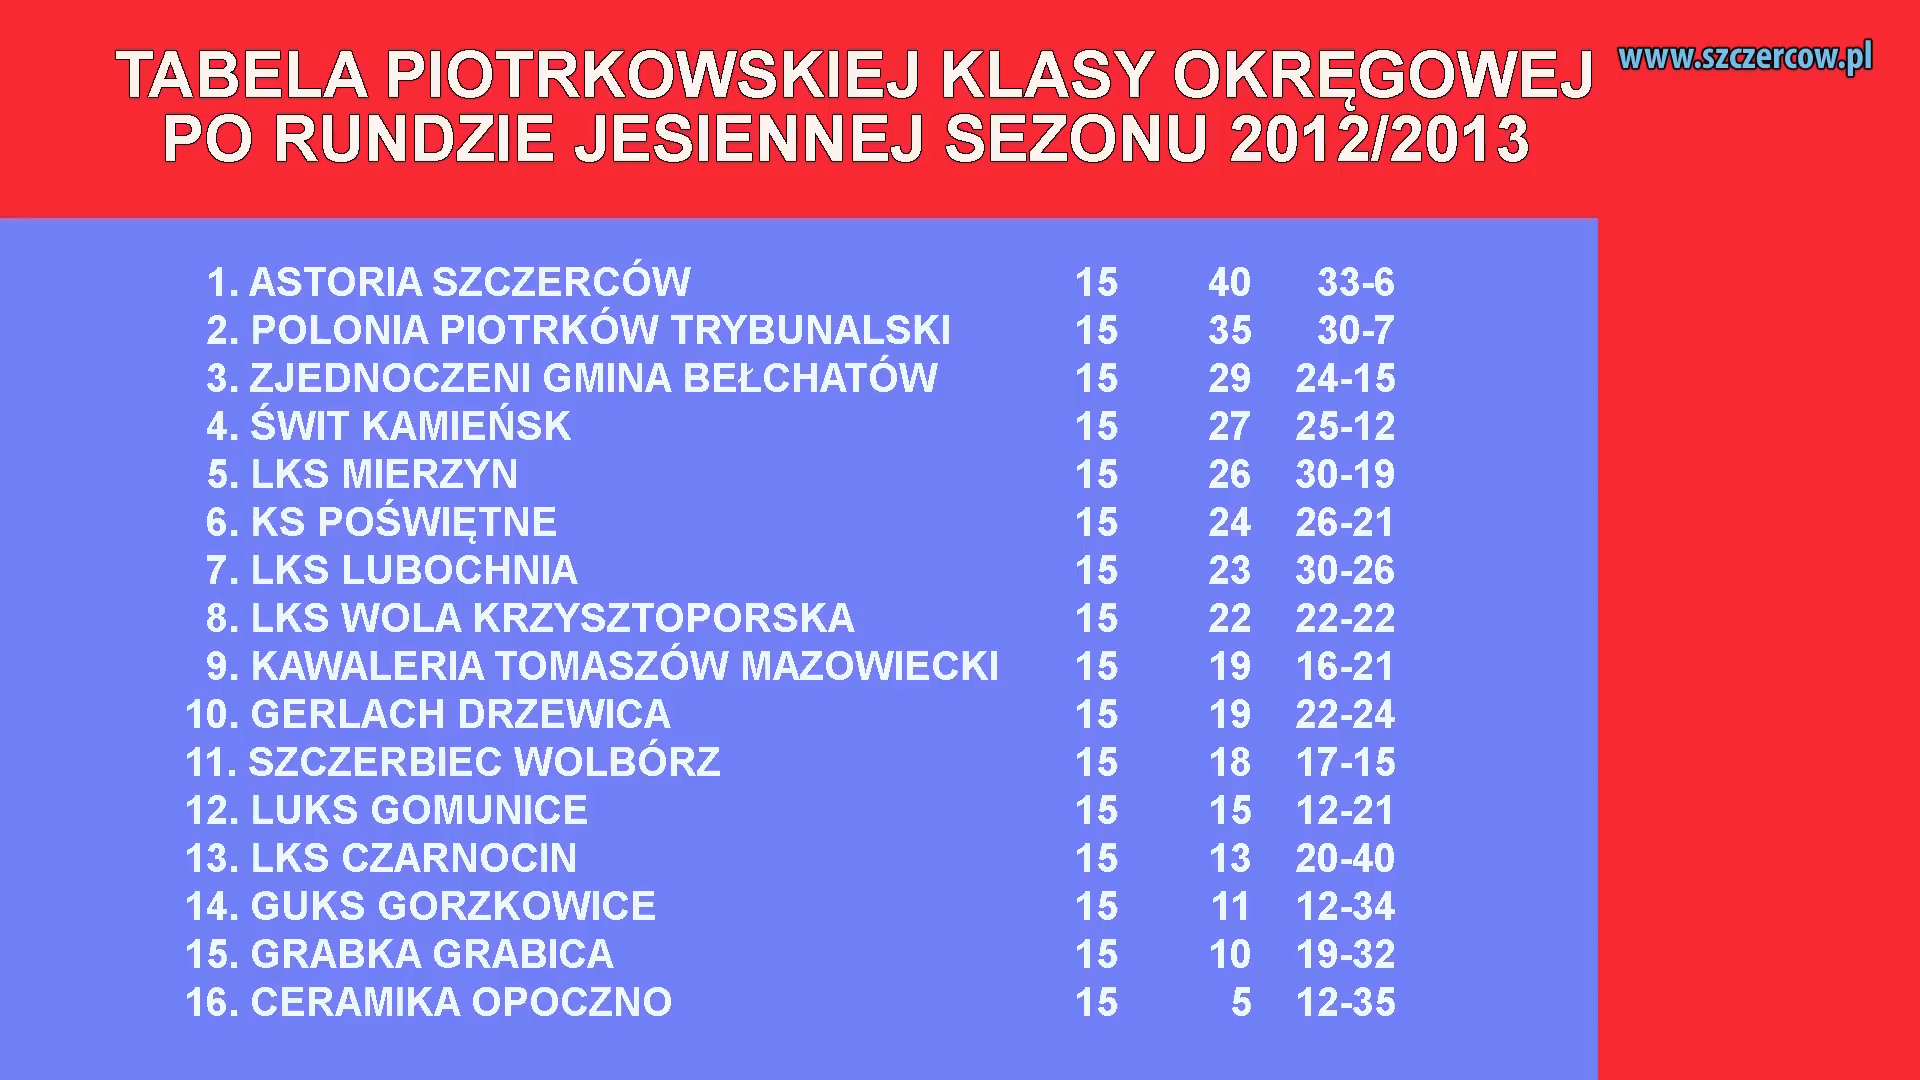 TABELA PIOTRKOWSKIEJ KLASY OKRĘGOWEJ
www.szczercow.pl
PO RUNDZIE JESIENNEJ SEZONU 2012/2013
1. ASTORIA SZCZERCÓW 15 40 33-6
2. POLONIA PIOTRKÓW TRYBUNALSKI 15 35 30-7
3. ZJEDNOCZENI GMINA BEŁCHATÓW 15 29 24-15
4. ŚWIT KAMIEŃSK 15 27 25-12
5. LKS MIERZYN 15 26 30-19
6. KS POŚWIĘTNE 15 24 26-21
7. LKS LUBOCHNIA 15 23 30-26
8. LKS WOLA KRZYSZTOPORSKA 15 22 22-22
9. KAWALERIA TOMASZÓW MAZOWIECKI 15 19 16-21
10. GERLACH DRZEWICA 15 19 22-24
11. SZCZERBIEC WOLBÓRZ 15 18 17-15
12. LUKS GOMUNICE 15 15 12-21
13. LKS CZARNOCIN 15 13 20-40
14. GUKS GORZKOWICE 15 11 12-34
15. GRABKA GRABICA 15 10 19-32
16. CERAMIKA OPOCZNO 15 5 12-35